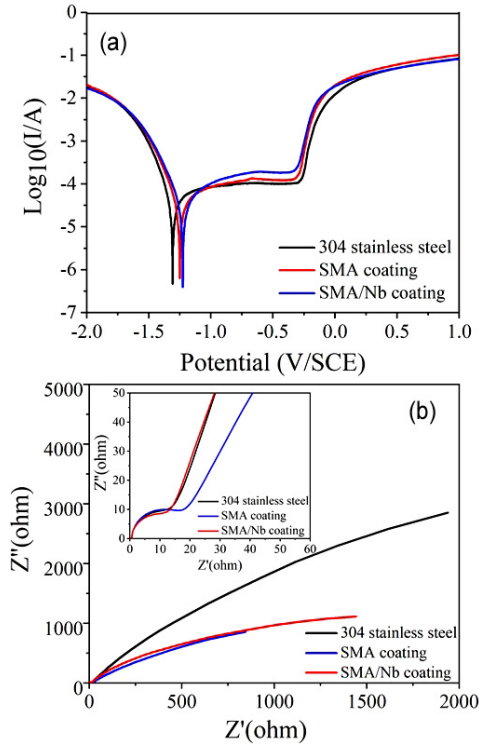 (a)
Log10(I/A)
0
-1
-2
-3
-4
-5
-6
-7
304 stainless steel
SMA coating
SMA/Nb coating
-2.0 -1.5 -1.0 -0.5 0.0 0.5 1.0
Potential (V/SCE)
(b)
Z''(ohm)
5000
4000
3000
2000
1000
0
Z''(ohm)
50
40
30
20
10
0
304 stainless steel
SMA coating
SMA/Nb coating
0 10 20 30 40 50 60
Z'(ohm)
304 stainless steel
SMA coating
SMA/Nb coating
0 500 1000 1500 2000
Z'(ohm)